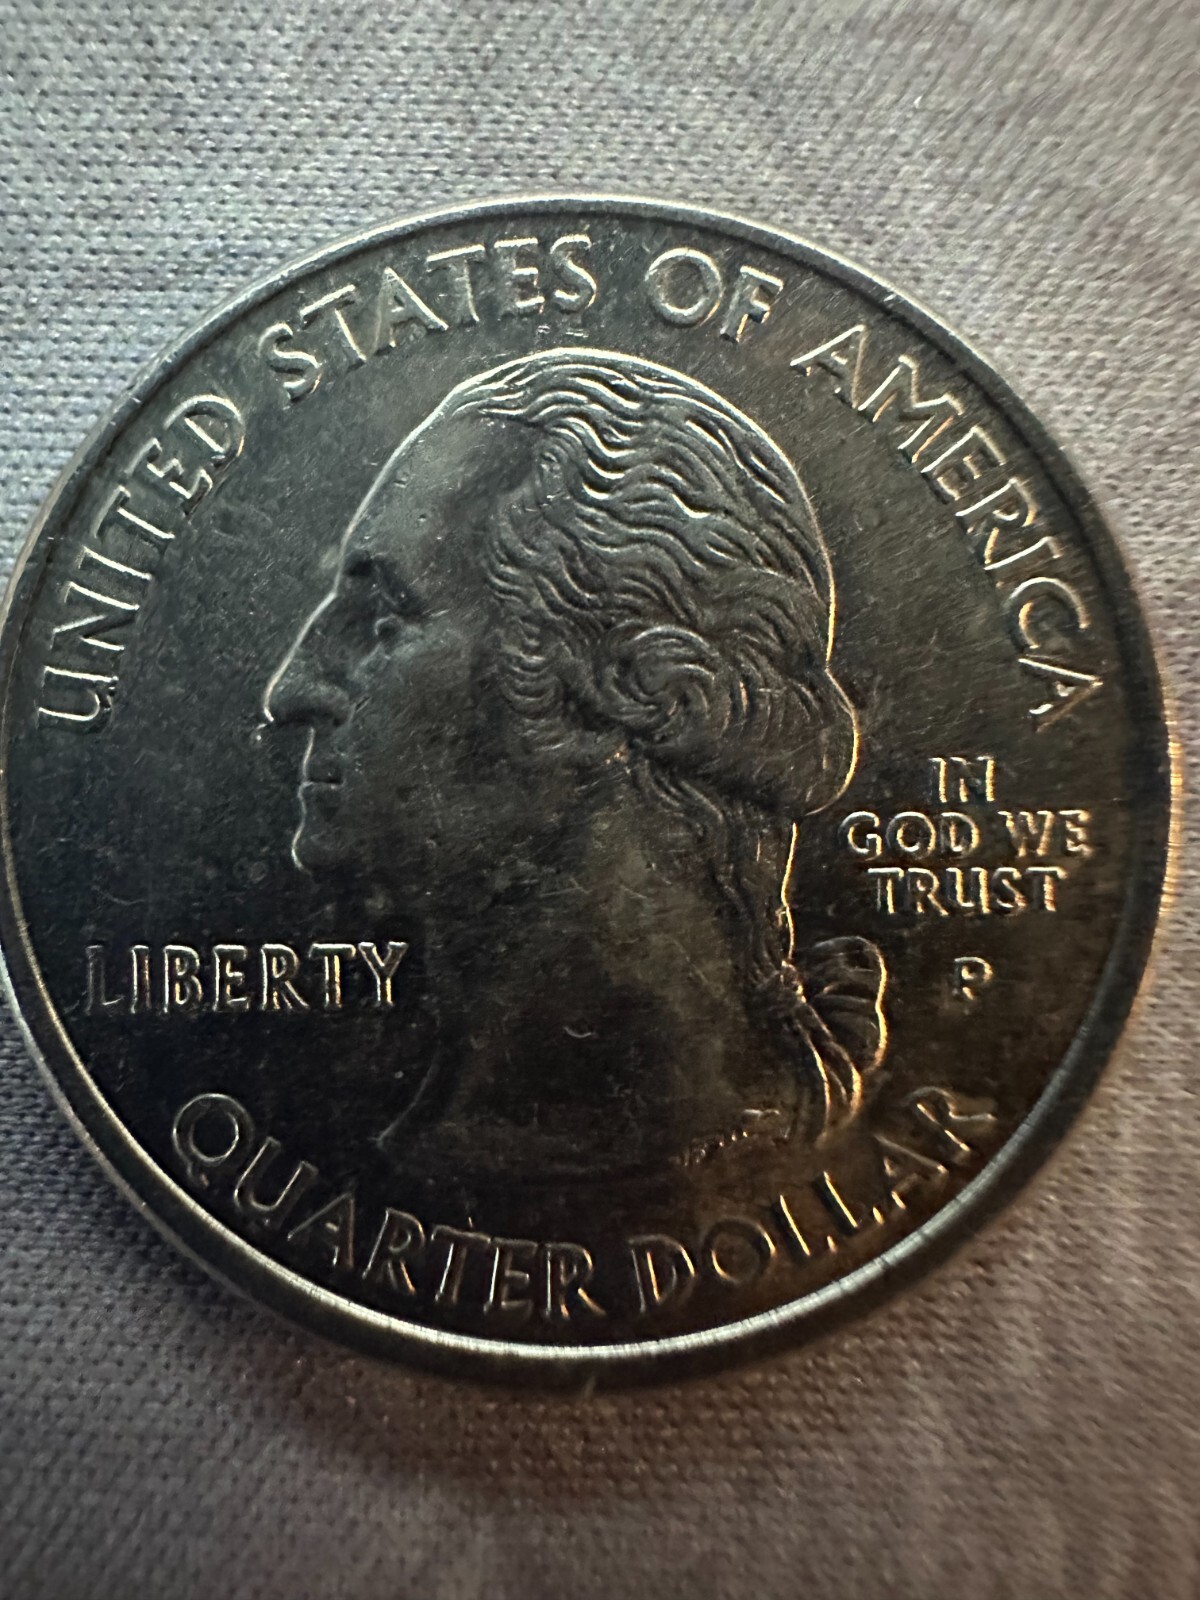 UNITED STATES OF AMERICA
IN
GOD WE
TRUST
LIBERTY
P
QUARTER DOLLAR